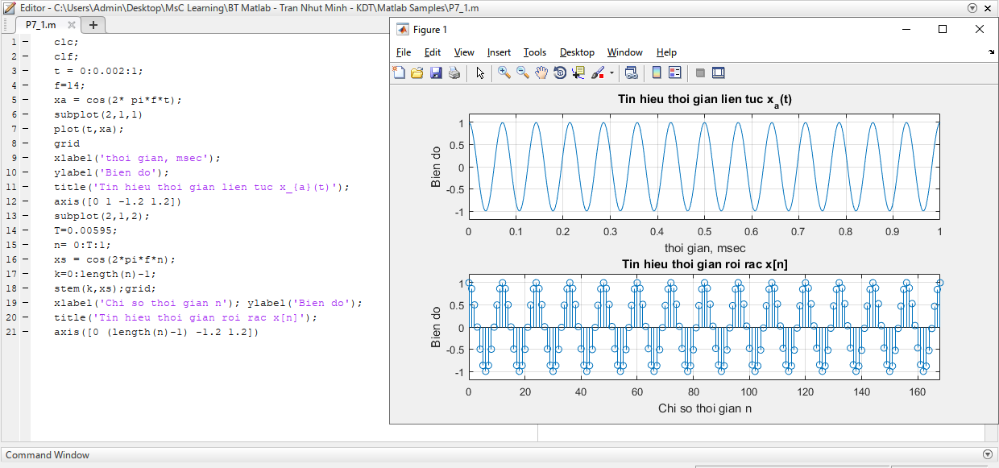 Editor - C:\Users\Admin\Desktop\MsC Learning\BT Matlab - Tran Nhut Minh - KDT\Matlab Samples\P7_1.m
P7_1.m
1 – clc;
2 – clf;
3 – t = 0:0.002:1;
4 – f=14;
5 – xa = cos(2* pi*f*t);
6 – subplot(2,1,1)
7 – plot(t,xa);
8 – grid
9 – xlabel('thoi gian, msec');
10 – ylabel('Bien do');
11 – title('Tin hieu thoi gian lien tuc x_{a}(t)');
12 – axis([0 1 -1.2 1.2])
13 – subplot(2,1,2);
14 – T=0.00595;
15 – n= 0:T:1;
16 – xs = cos(2*pi*f*n);
17 – k=0:length(n)-1;
18 – stem(k,xs);grid;
19 – xlabel('Chi so thoi gian n'); ylabel('Bien do');
20 – title('Tin hieu thoi gian roi rac x[n]');
21 – axis([0 (length(n)-1) -1.2 1.2])
Figure 1
File Edit View Insert Tools Desktop Window Help
Tin hieu thoi gian lien tuc x_a(t)
Bien do
1
0.5
0
-0.5
-1
0 0.1 0.2 0.3 0.4 0.5 0.6 0.7 0.8 0.9 1
thoi gian, msec
Tin hieu thoi gian roi rac x[n]
Bien do
1
0.5
0
-0.5
-1
0 20 40 60 80 100 120 140 160
Chi so thoi gian n
Command Window